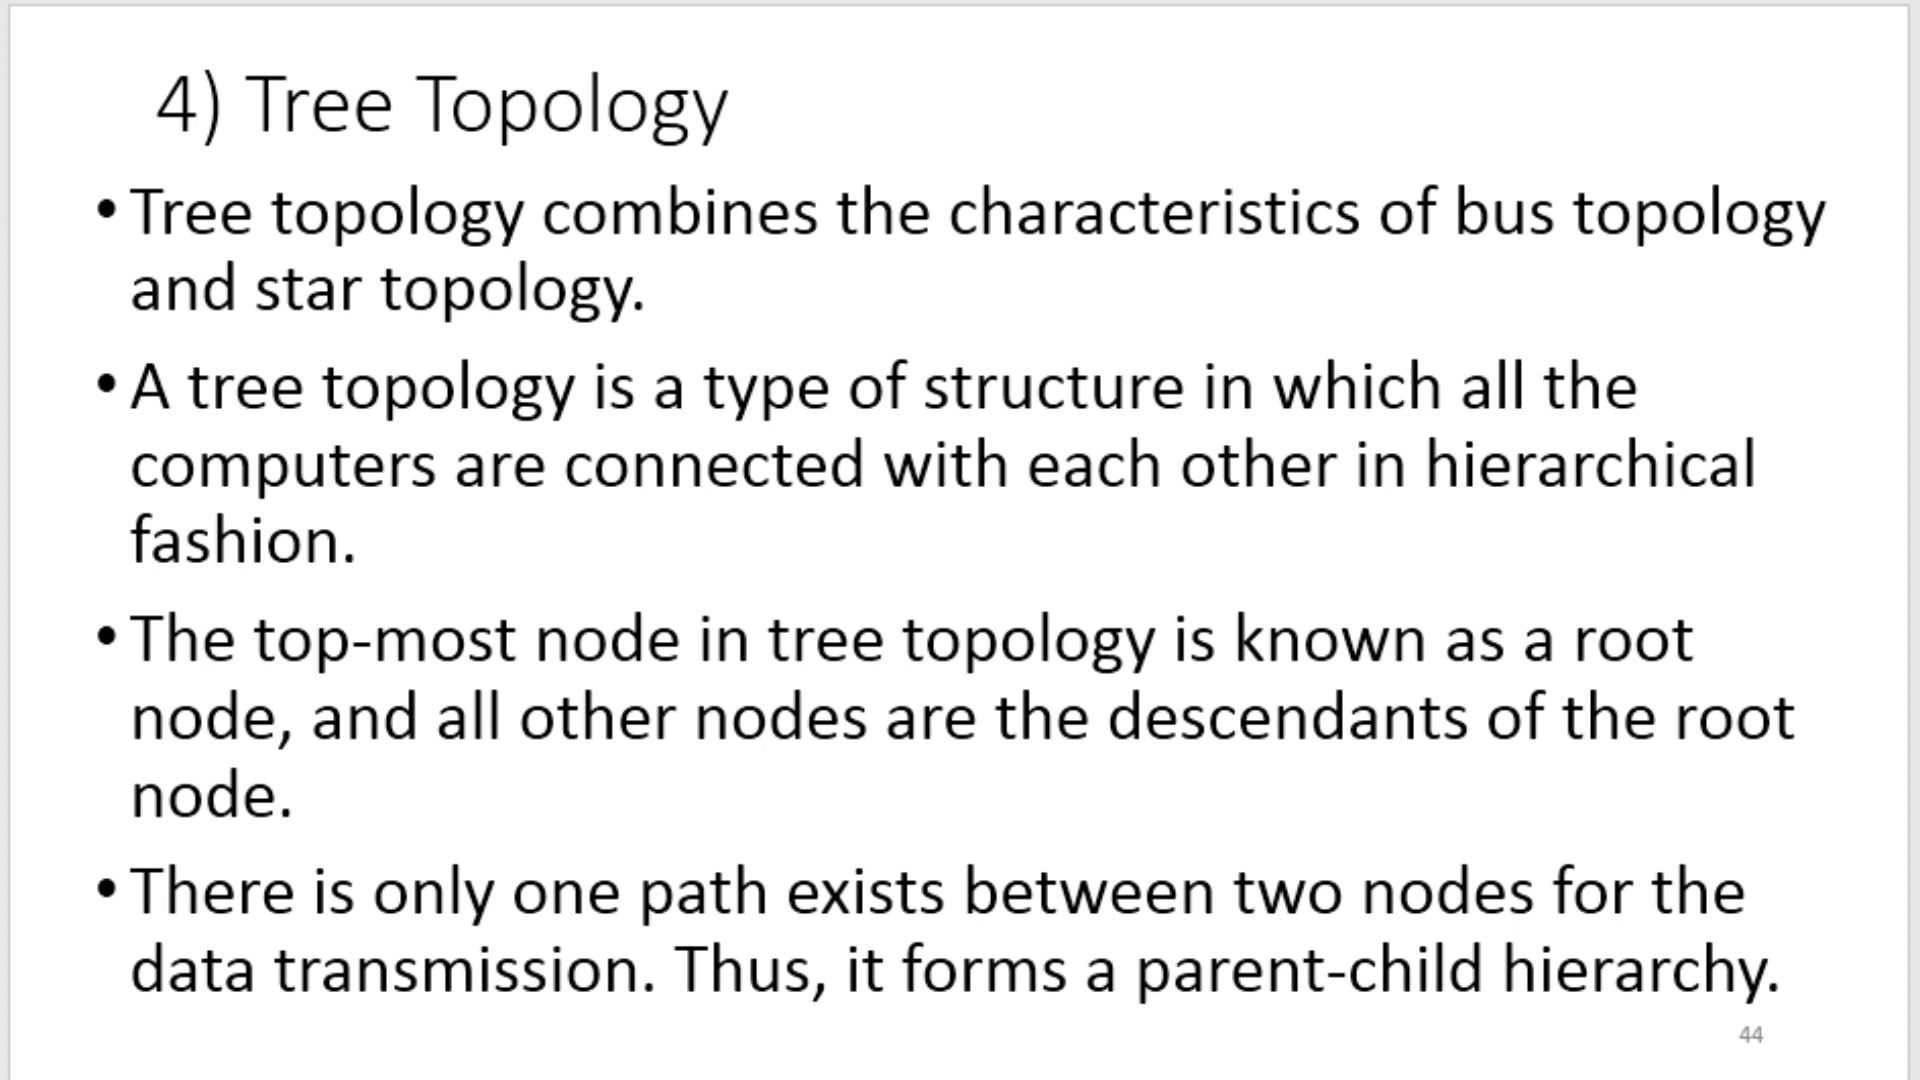 4) Tree Topology
• Tree topology combines the characteristics of bus topology
and star topology.
• A tree topology is a type of structure in which all the
computers are connected with each other in hierarchical
fashion.
• The top-most node in tree topology is known as a root
node, and all other nodes are the descendants of the root
node.
• There is only one path exists between two nodes for the
data transmission. Thus, it forms a parent-child hierarchy.
44